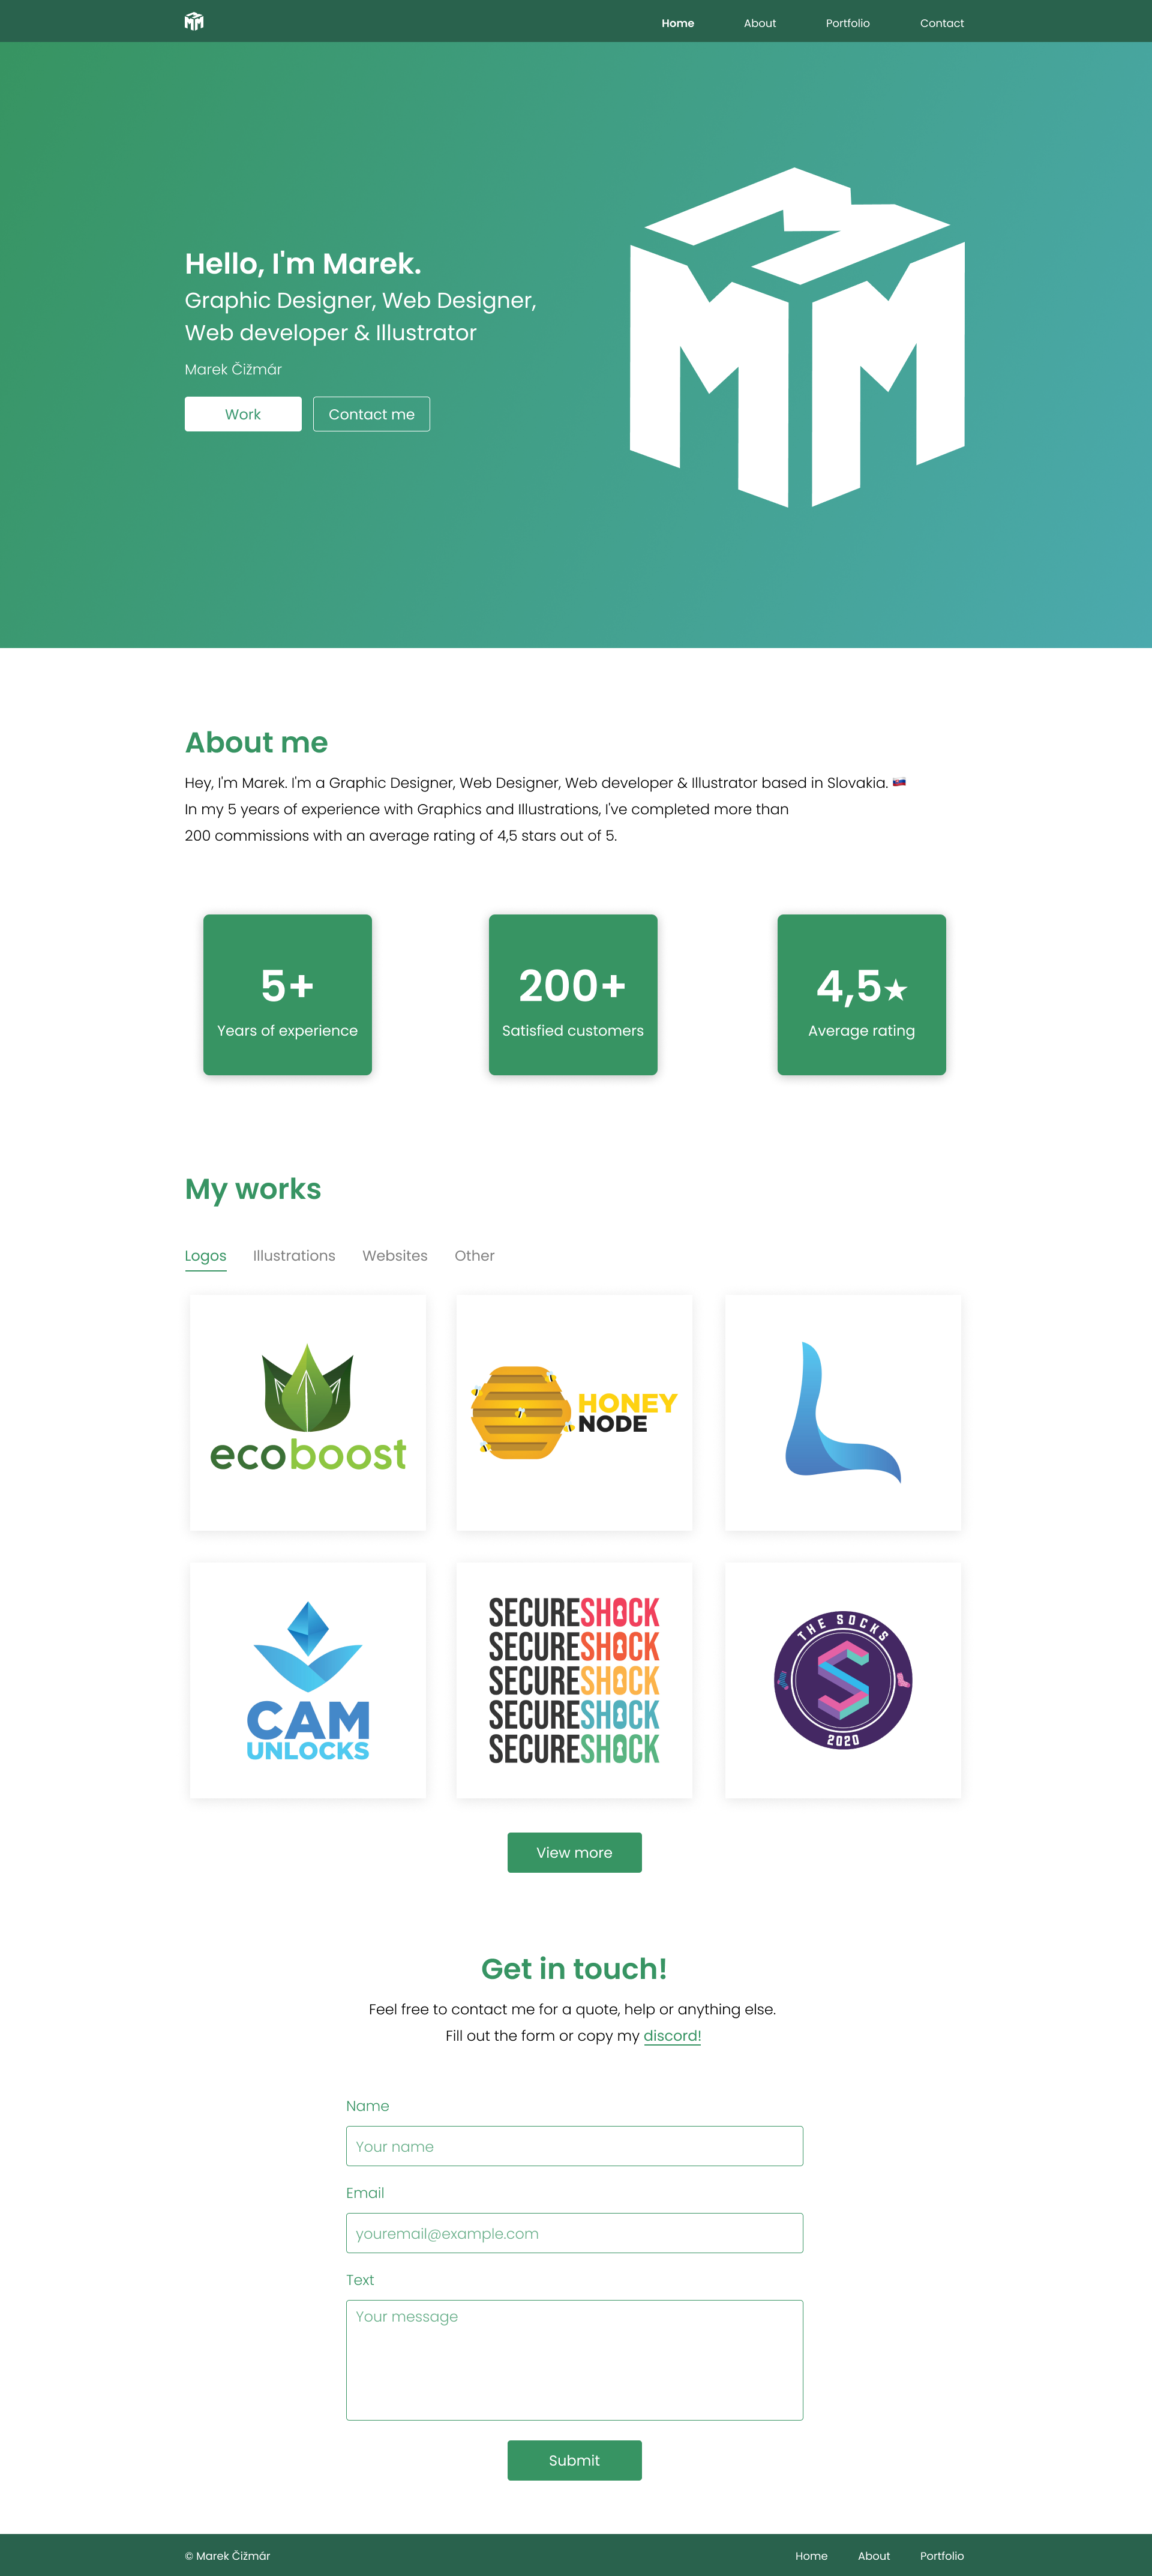 Home About Portfolio Contact
Hello, I'm Marek.
Graphic Designer, Web Designer,
Web developer & Illustrator
Marek Čižmár
Work Contact me
About me
Hey, I'm Marek. I'm a Graphic Designer, Web Designer, Web developer & Illustrator based in Slovakia. 🇸🇰
In my 5 years of experience with Graphics and Illustrations, I've completed more than
200 commissions with an average rating of 4,5 stars out of 5.
5+ 200+ 4,5★
Years of experience Satisfied customers Average rating
My works
Logos Illustrations Websites Other
ecoboost
HONEY
NODE
CAM
UNLOCKS
SECURESHOCK
SECURESHOCK
SECURESHOCK
SECURESHOCK
SECURESHOCK
THE SOCKS
S
2020
View more
Get in touch!
Feel free to contact me for a quote, help or anything else.
Fill out the form or copy my discord!
Name
Your name
Email
youremail@example.com
Text
Your message
Submit
© Marek Čižmár Home About Portfolio